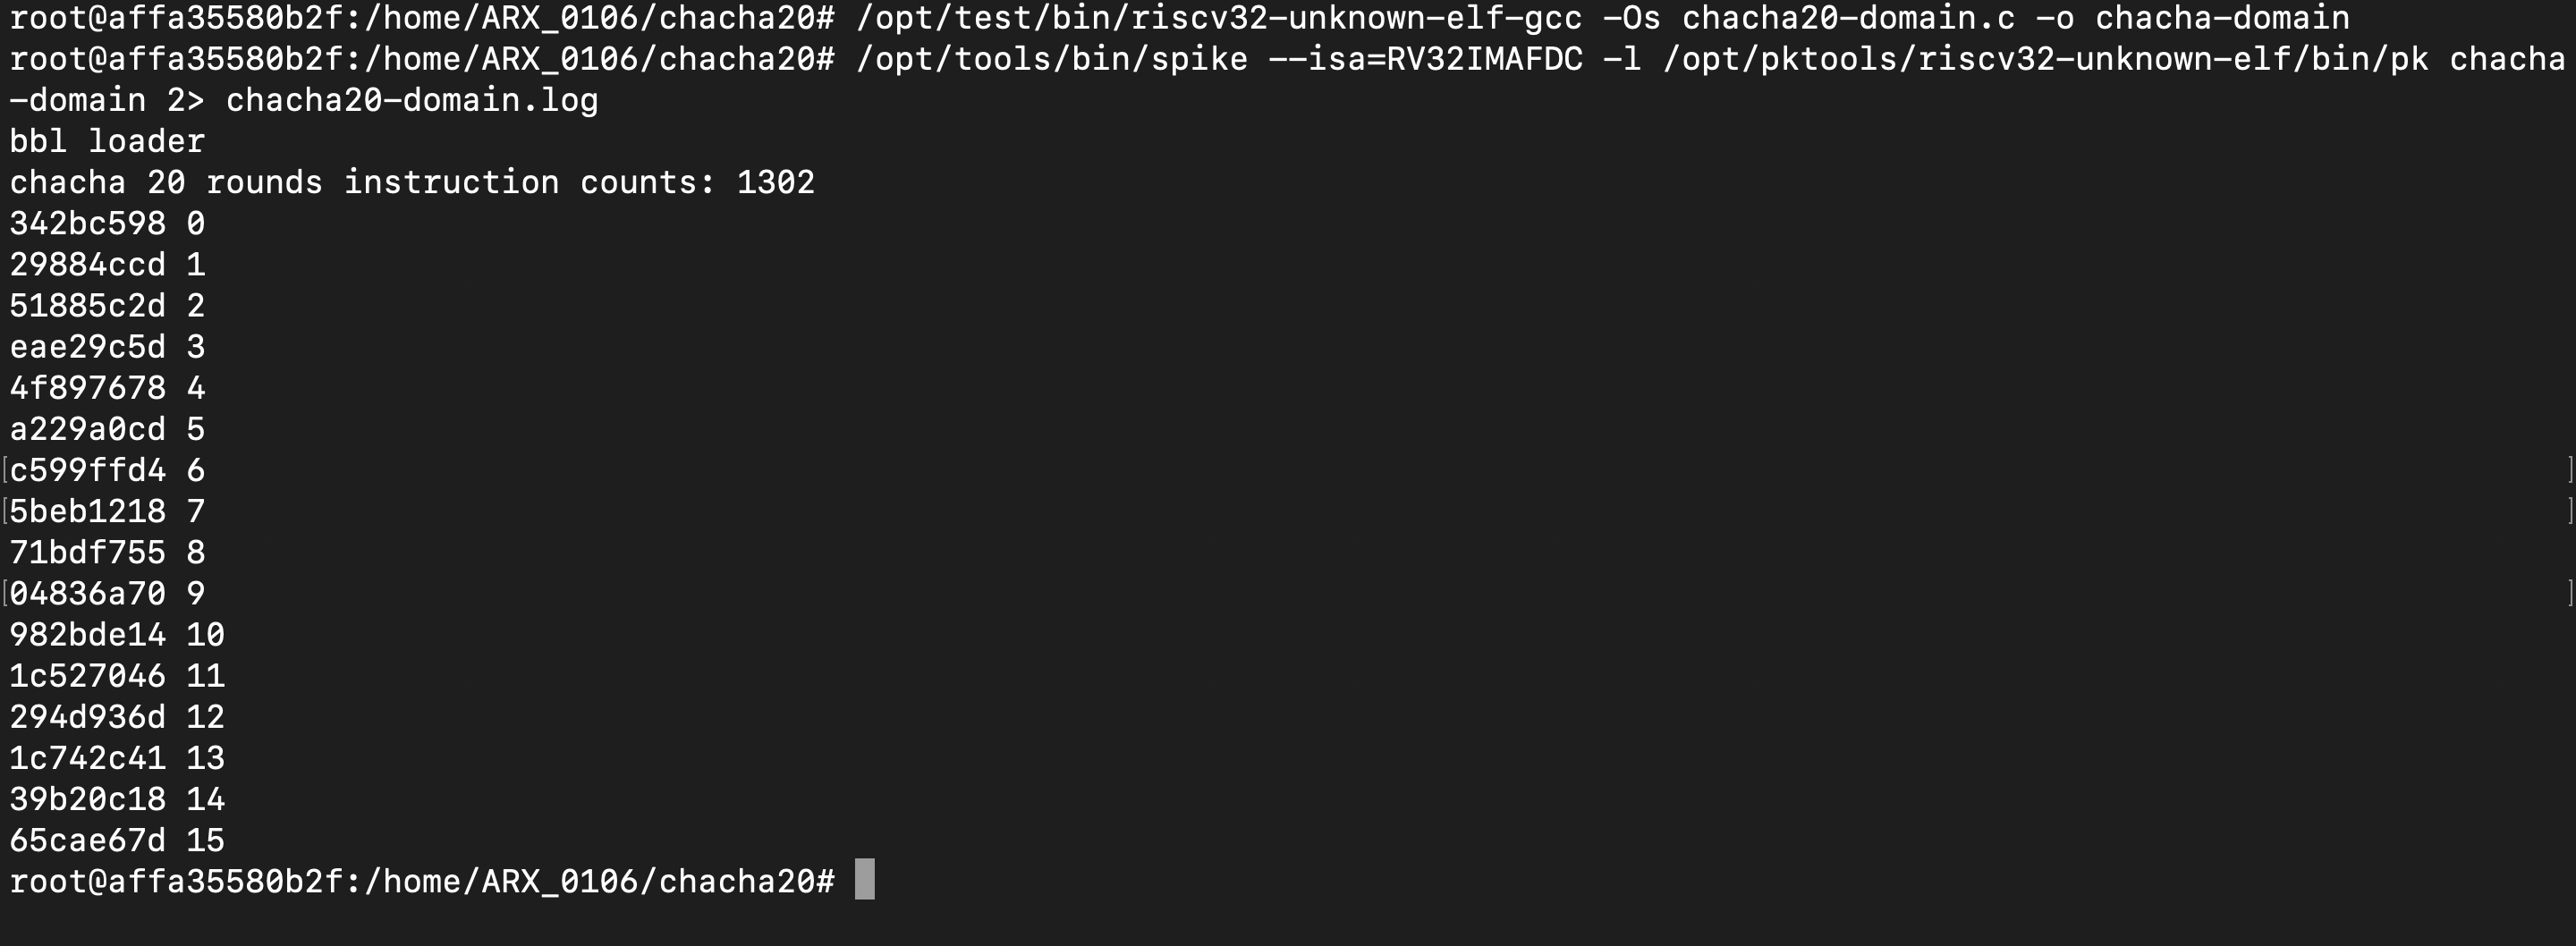 root@affa35580b2f:/home/ARX_0106/chacha20# /opt/test/bin/riscv32-unknown-elf-gcc -Os chacha20-domain.c -o chacha-domain
root@affa35580b2f:/home/ARX_0106/chacha20# /opt/tools/bin/spike --isa=RV32IMAFDC -l /opt/pktools/riscv32-unknown-elf/bin/pk chacha
-domain 2> chacha20-domain.log
bbl loader
chacha 20 rounds instruction counts: 1302
342bc598 0
29884ccd 1
51885c2d 2
eae29c5d 3
4f897678 4
a229a0cd 5
[c599ffd4 6 ]
[5beb1218 7 ]
71bdf755 8
[04836a70 9 ]
982bde14 10
1c527046 11
294d936d 12
1c742c41 13
39b20c18 14
65cae67d 15
root@affa35580b2f:/home/ARX_0106/chacha20#